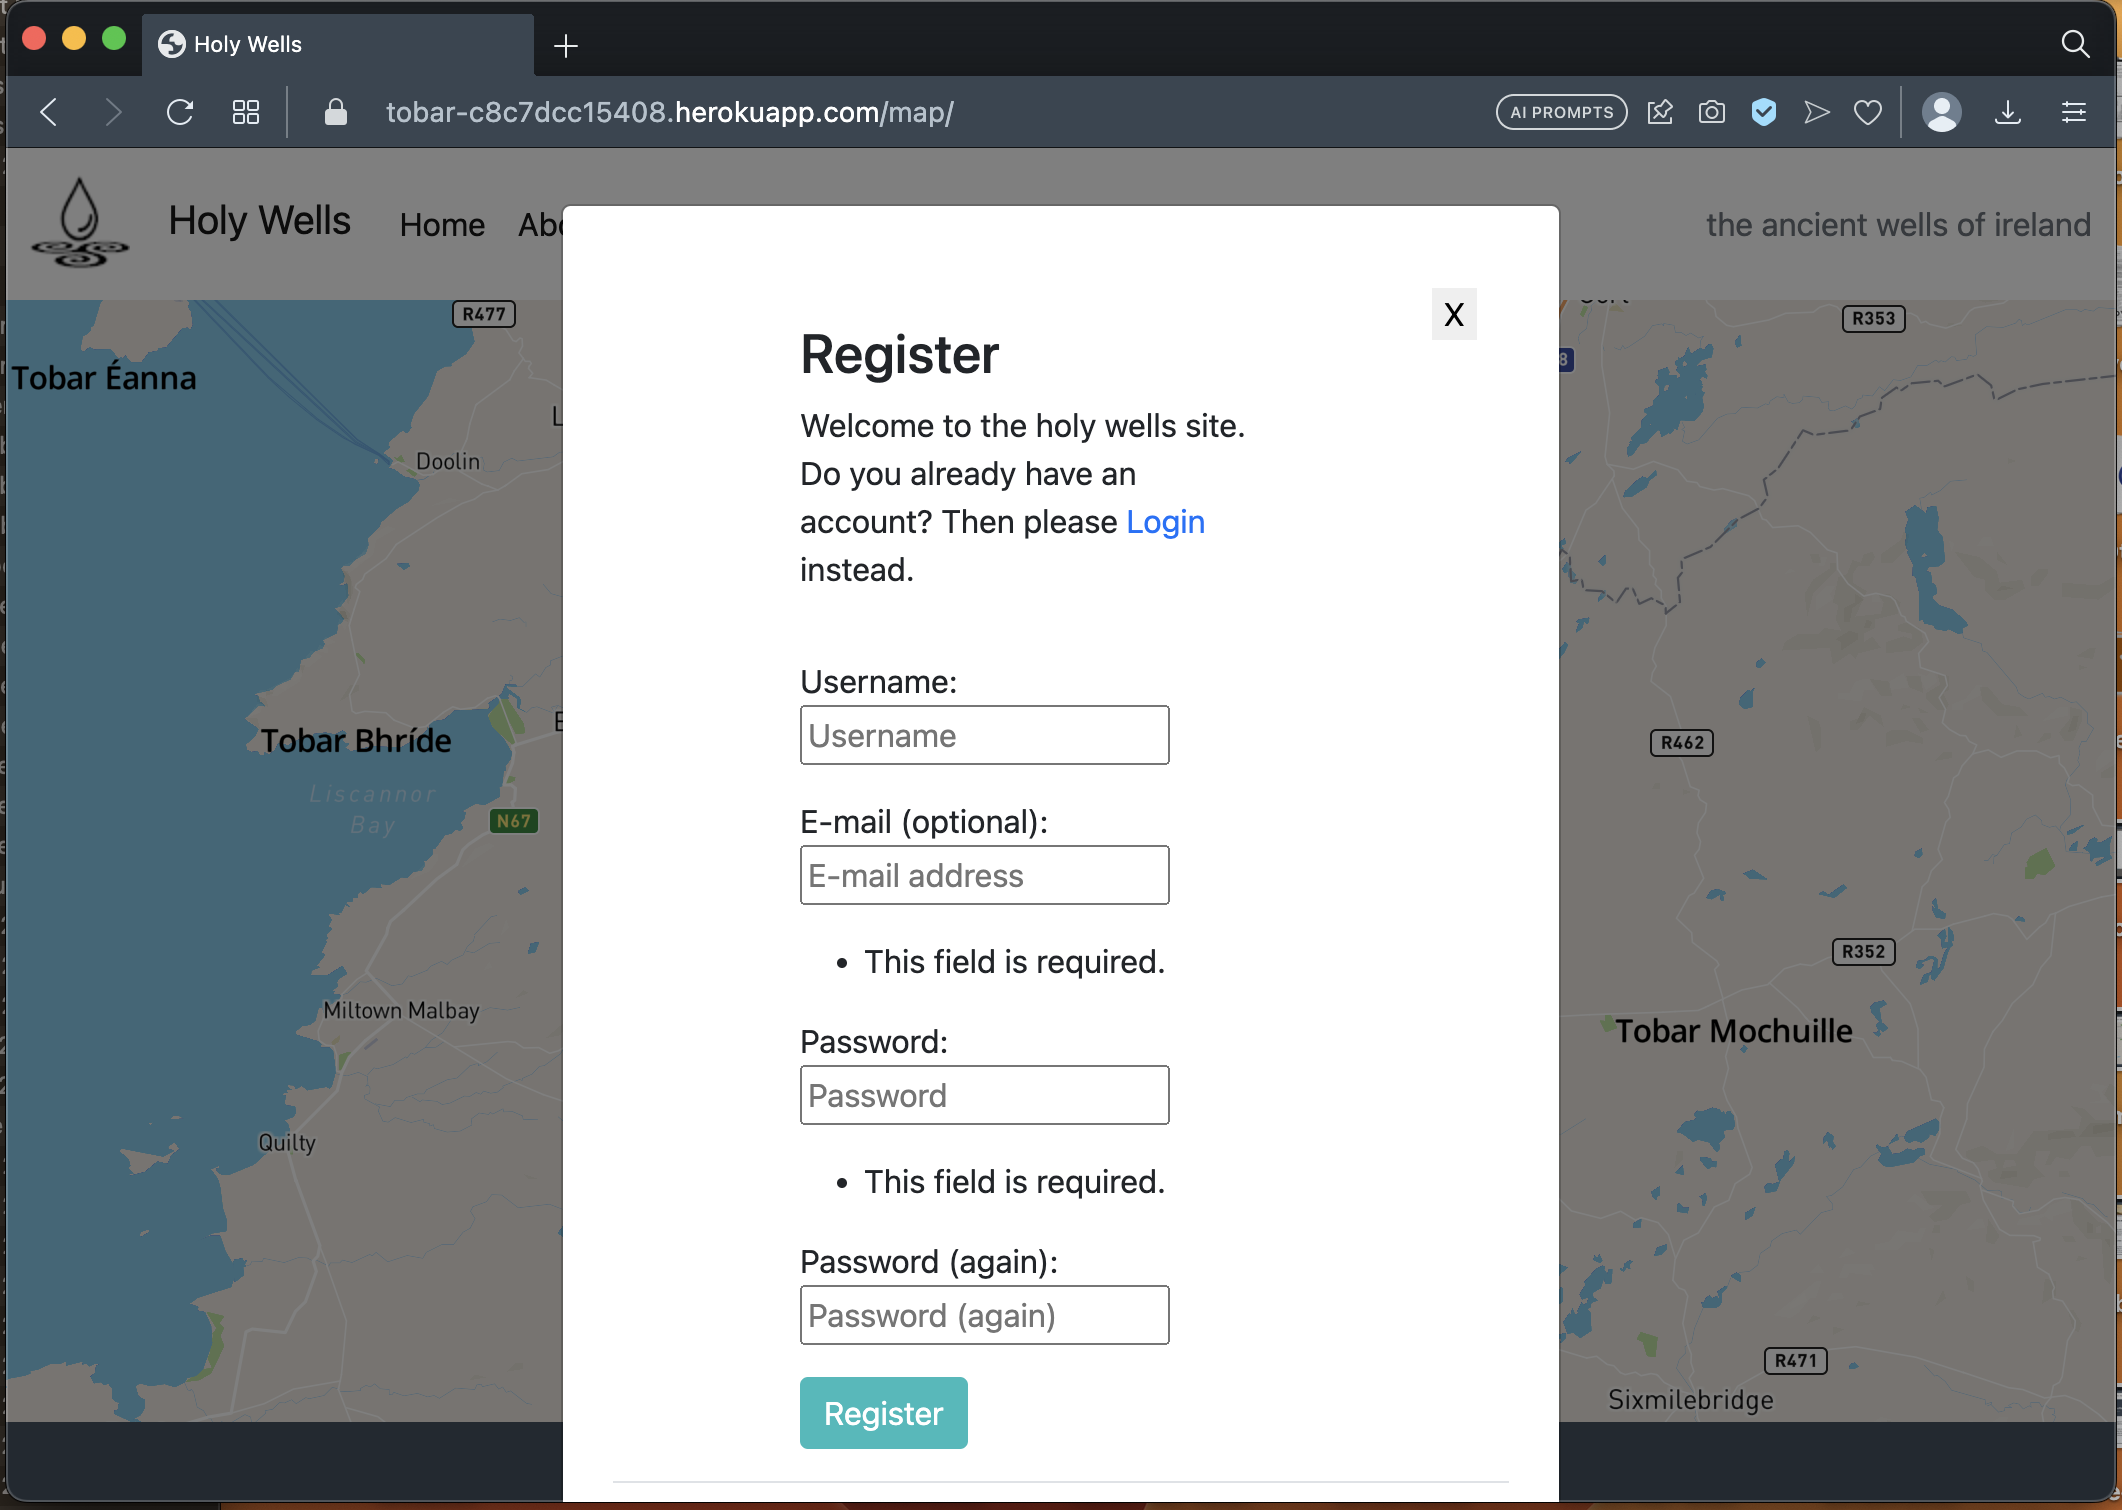 Holy Wells
tobar-c8c7dcc15408.herokuapp.com/map/
AI PROMPTS
Holy Wells
Home
the ancient wells of ireland
X
Register
Welcome to the holy wells site.
Do you already have an
account? Then please Login
instead.
Username:
Username
E-mail (optional):
E-mail address
• This field is required.
Password:
Password
• This field is required.
Password (again):
Password (again)
Register
R477
Tobar Éanna
Doolin
Tobar Bhríde
Liscannor
Bay
N67
Miltown Malbay
Quilty
R353
8
R462
R352
Tobar Mochuille
R471
Sixmilebridge